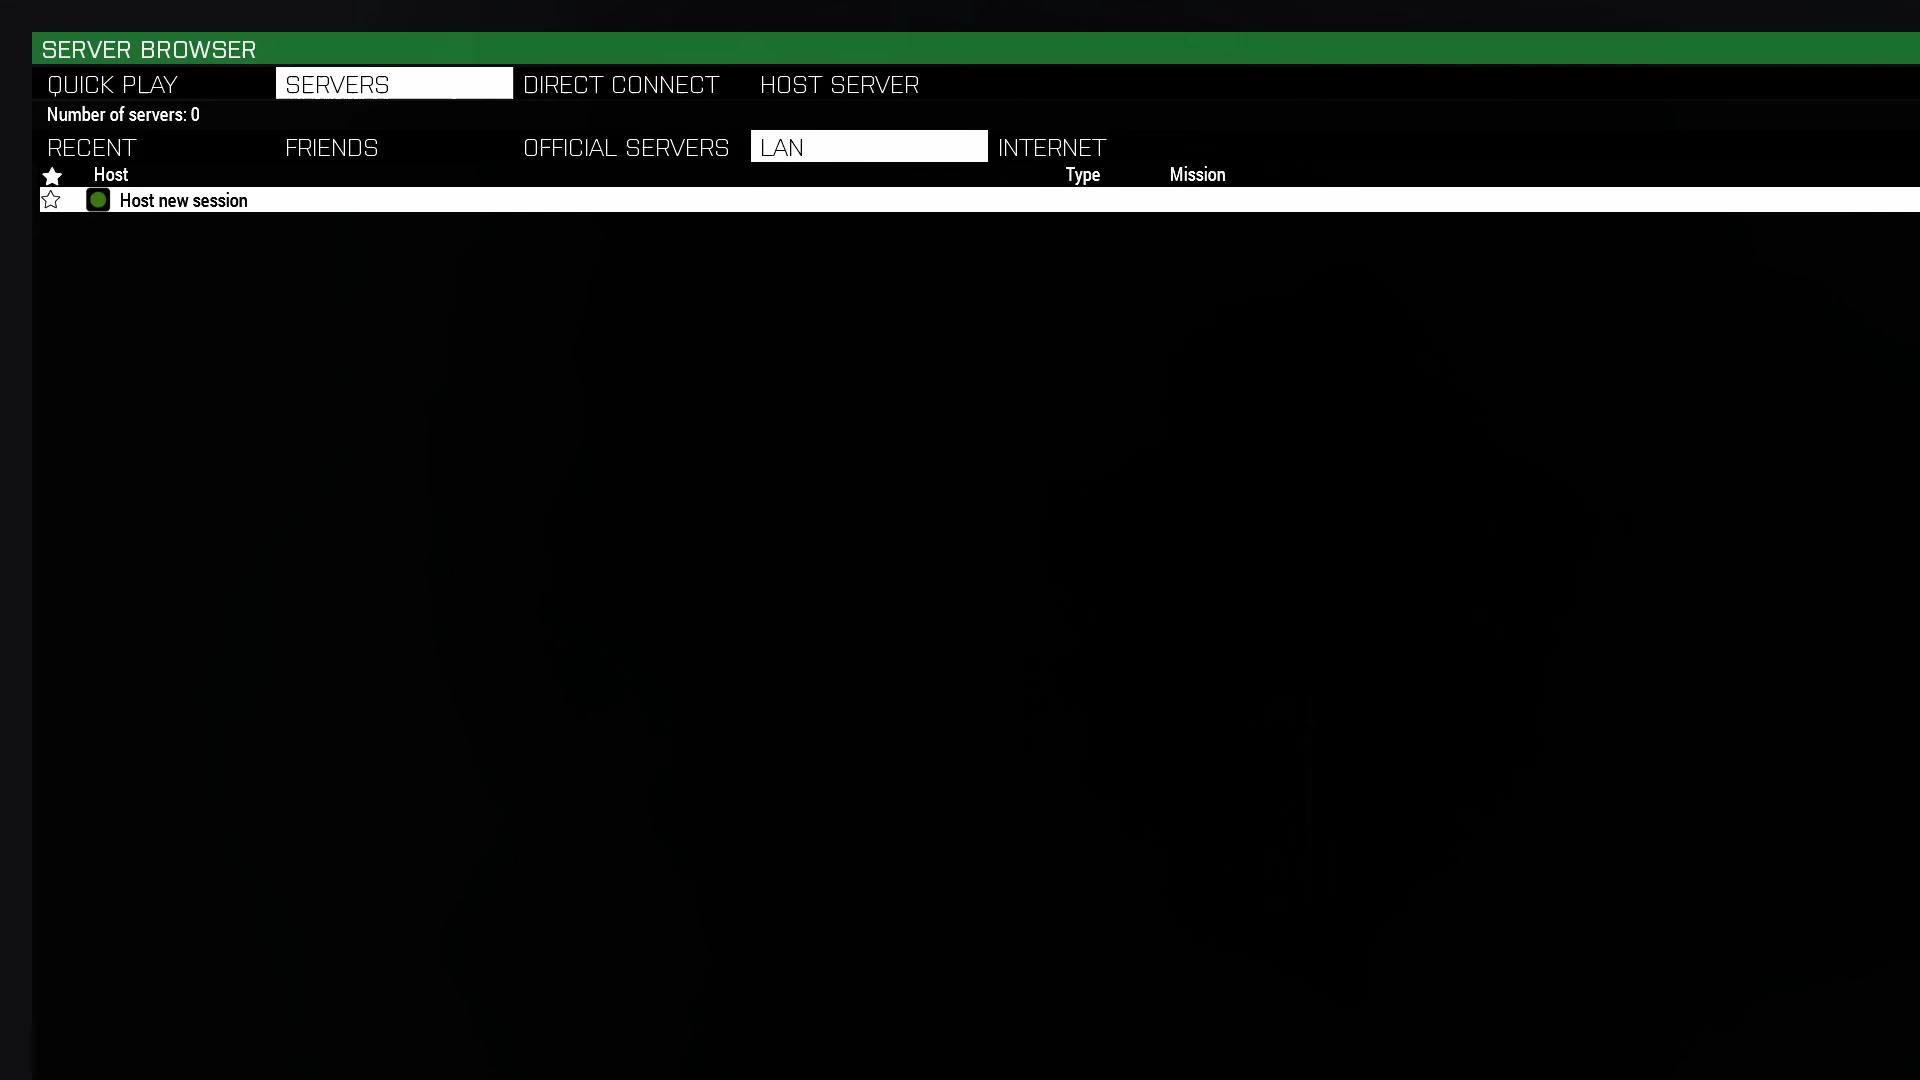 SERVER BROWSER
QUICK PLAY SERVERS DIRECT CONNECT HOST SERVER
Number of servers: 0
RECENT FRIENDS OFFICIAL SERVERS LAN INTERNET
Host Type Mission
Host new session